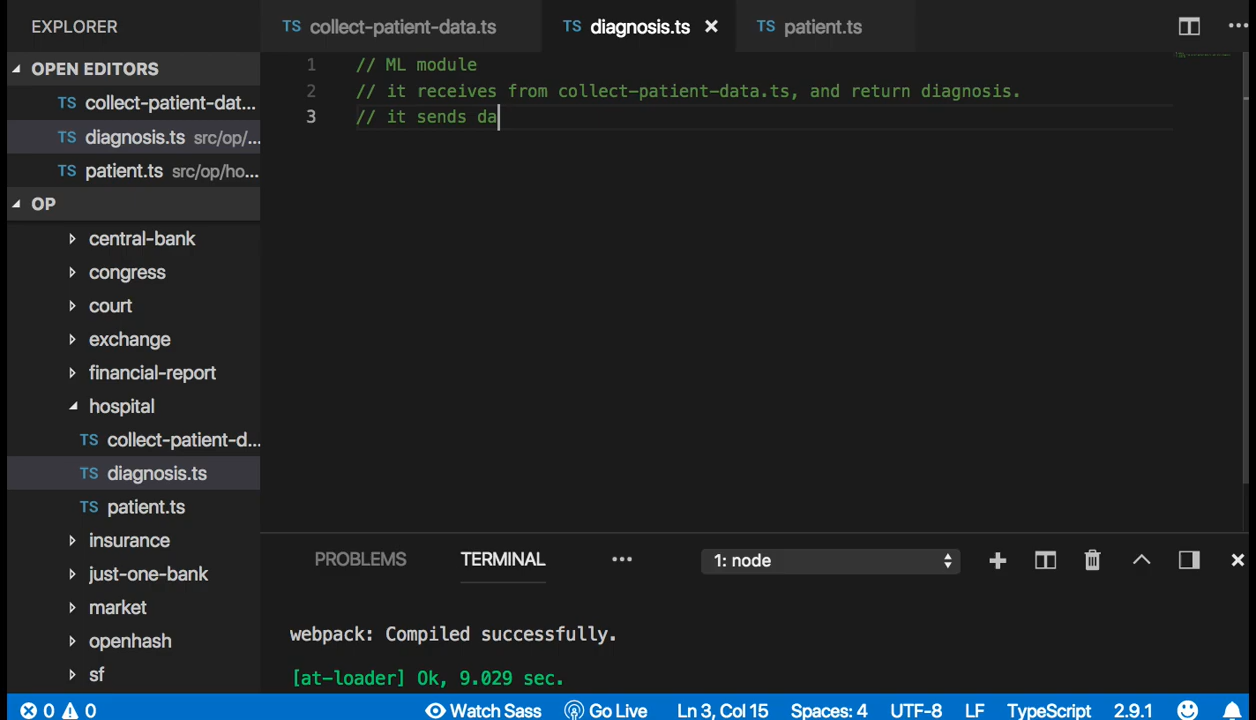 EXPLORER
TS collect-patient-data.ts TS diagnosis.ts × TS patient.ts ...
OPEN EDITORS
TS collect-patient-dat...
TS diagnosis.ts src/op/...
TS patient.ts src/op/ho...
OP
central-bank
congress
court
exchange
financial-report
hospital
TS collect-patient-d...
TS diagnosis.ts
TS patient.ts
insurance
just-one-bank
market
openhash
sf
1 // ML module
2 // it receives from collect-patient-data.ts, and return diagnosis.
3 // it sends da
PROBLEMS TERMINAL ... 1: node
webpack: Compiled successfully.
[at-loader] Ok, 9.029 sec.
0 0 Watch Sass Go Live Ln 3, Col 15 Spaces: 4 UTF-8 LF TypeScript 2.9.1